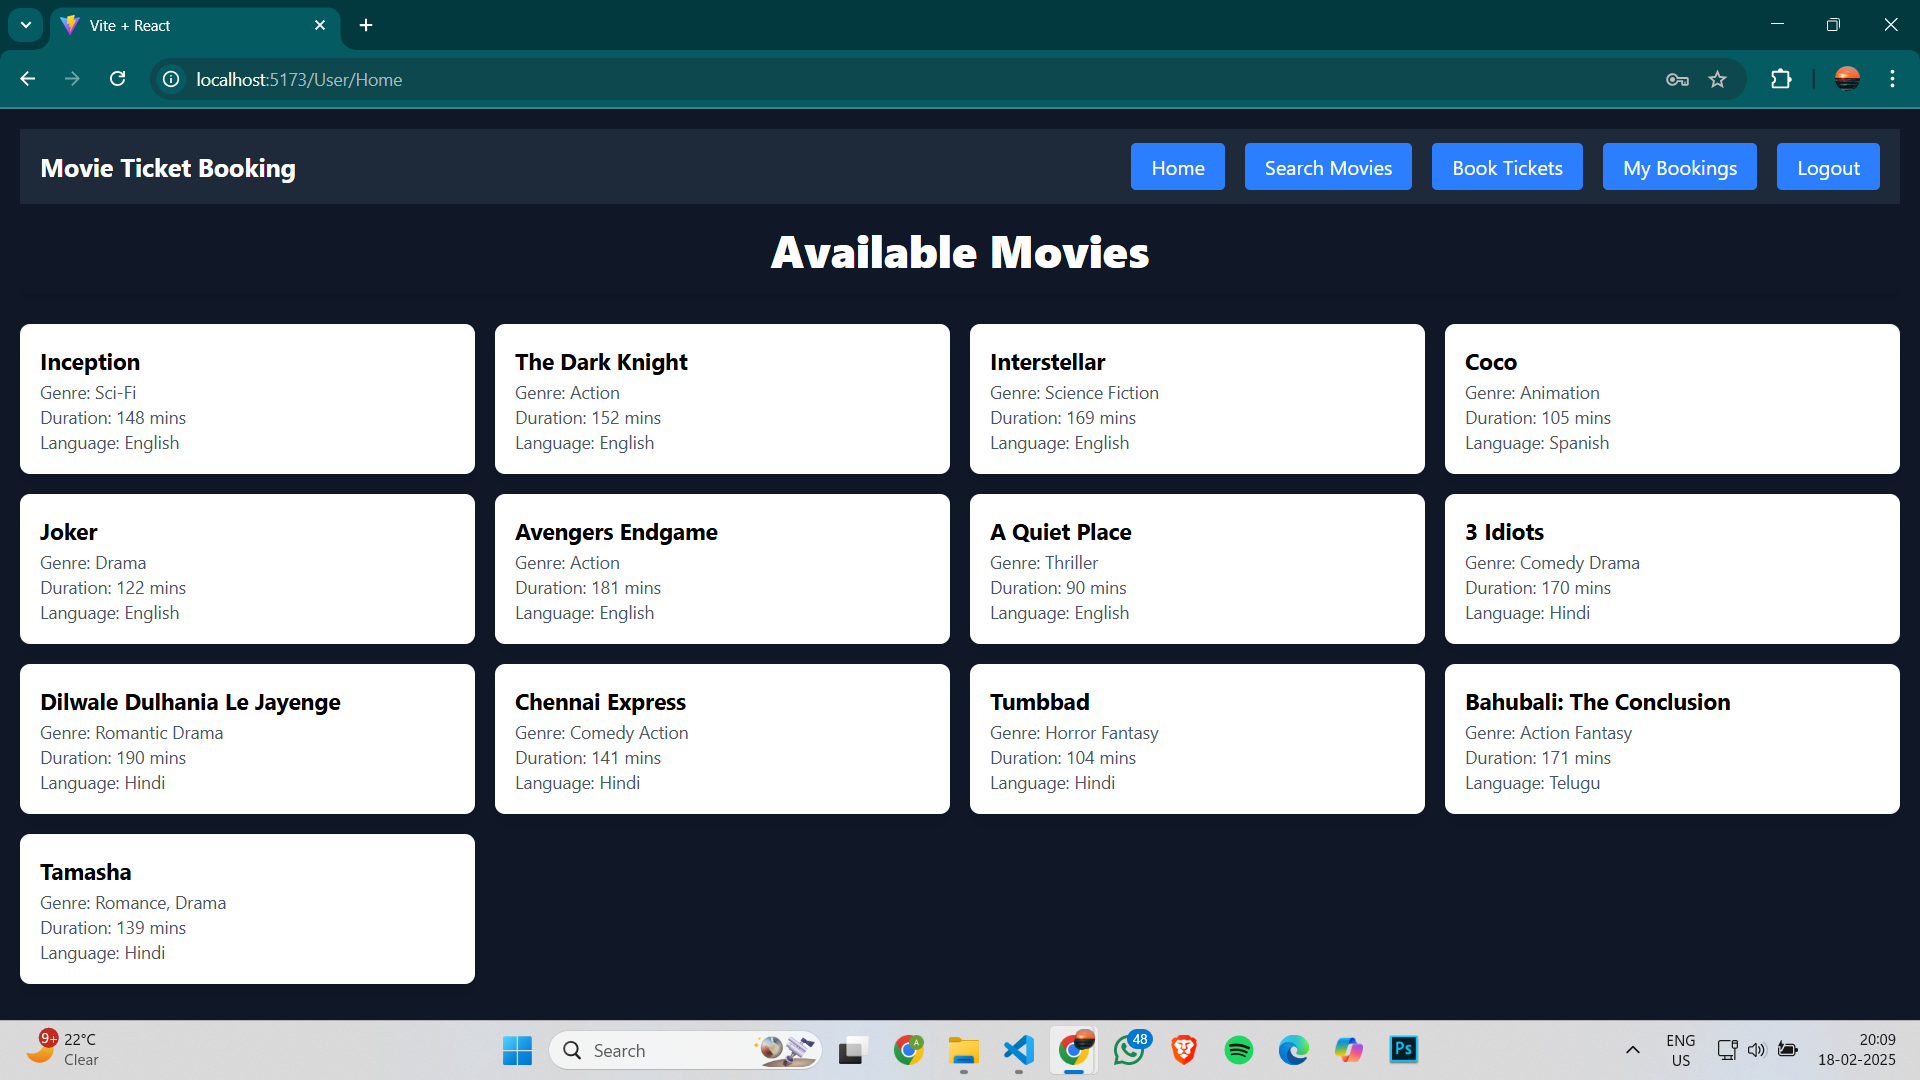 Vite + React
localhost:5173/User/Home
Movie Ticket Booking
Home
Search Movies
Book Tickets
My Bookings
Logout
Available Movies
Inception
Genre: Sci-Fi
Duration: 148 mins
Language: English
The Dark Knight
Genre: Action
Duration: 152 mins
Language: English
Interstellar
Genre: Science Fiction
Duration: 169 mins
Language: English
Coco
Genre: Animation
Duration: 105 mins
Language: Spanish
Joker
Genre: Drama
Duration: 122 mins
Language: English
Avengers Endgame
Genre: Action
Duration: 181 mins
Language: English
A Quiet Place
Genre: Thriller
Duration: 90 mins
Language: English
3 Idiots
Genre: Comedy Drama
Duration: 170 mins
Language: Hindi
Dilwale Dulhania Le Jayenge
Genre: Romantic Drama
Duration: 190 mins
Language: Hindi
Chennai Express
Genre: Comedy Action
Duration: 141 mins
Language: Hindi
Tumbbad
Genre: Horror Fantasy
Duration: 104 mins
Language: Hindi
Bahubali: The Conclusion
Genre: Action Fantasy
Duration: 171 mins
Language: Telugu
Tamasha
Genre: Romance, Drama
Duration: 139 mins
Language: Hindi
9+
22°C
Clear
Search
A
48
Ps
ENG
US
20:09
18-02-2025